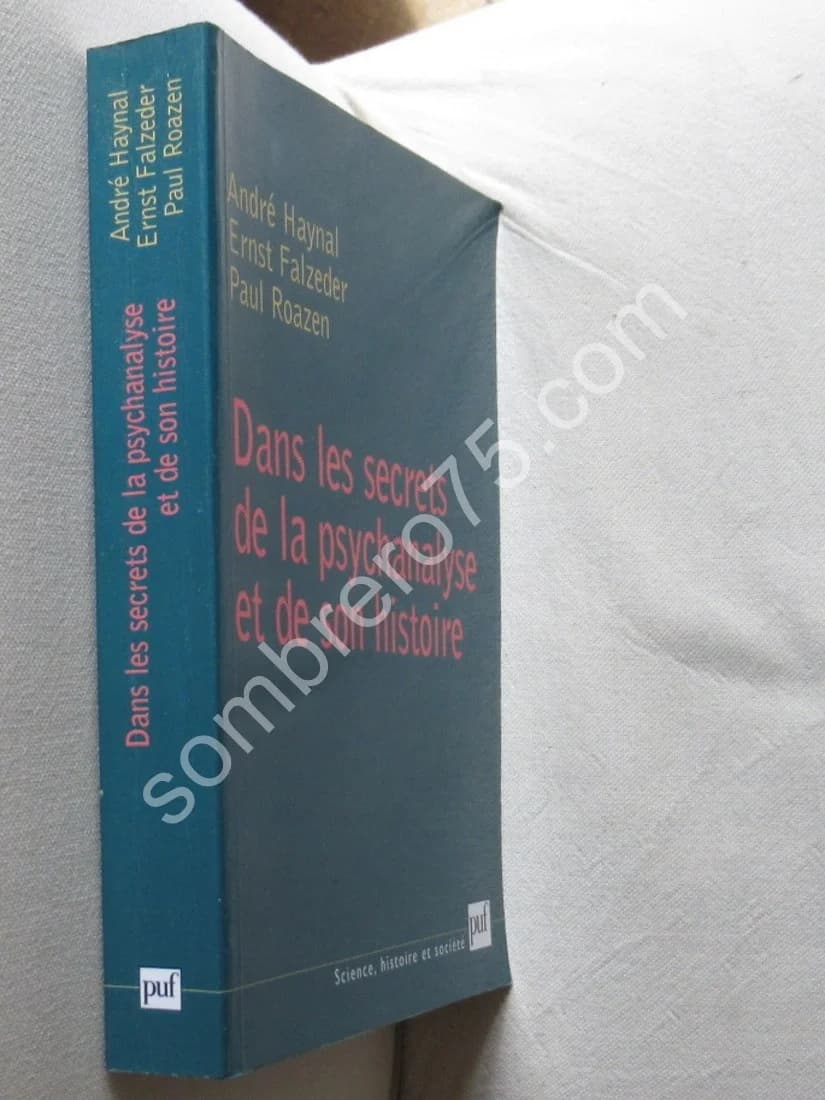 André Haynal
Ernst Falzeder
Paul Roazen
Dans les secrets de la psychanalyse
et de son histoire
puf
André Haynal
Ernst Falzeder
Paul Roazen
Dans les secrets
de la psychanalyse
et de son histoire
Science, histoire et société
puf
sombrero75.com